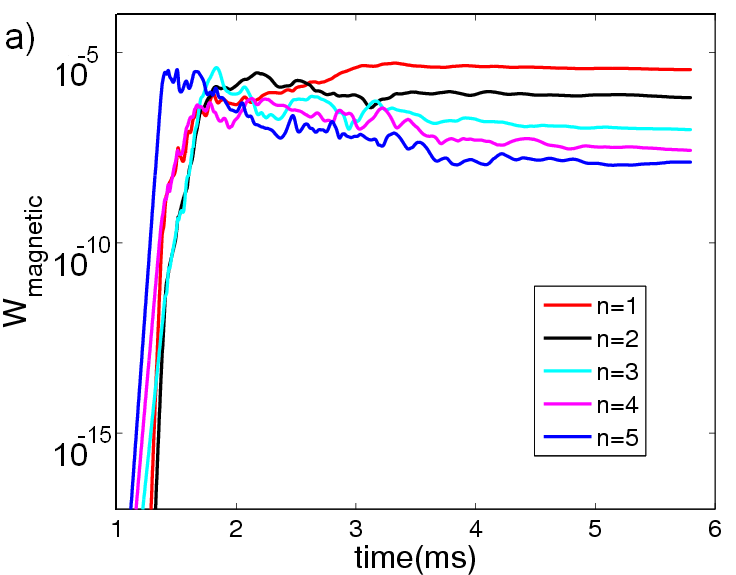 a)
10^-5
10^-10
10^-15
W_magnetic
n=1
n=2
n=3
n=4
n=5
1 2 3 4 5 6
time(ms)